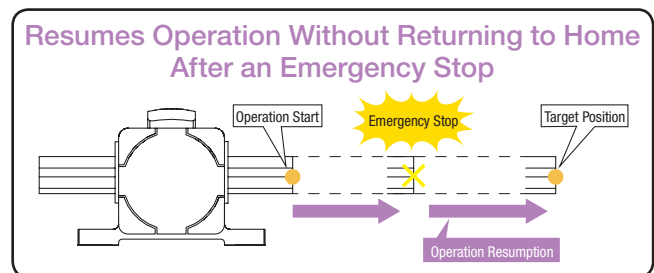 Resumes Operation Without Returning to Home
After an Emergency Stop
Operation Start
Emergency Stop
Target Position
Operation Resumption